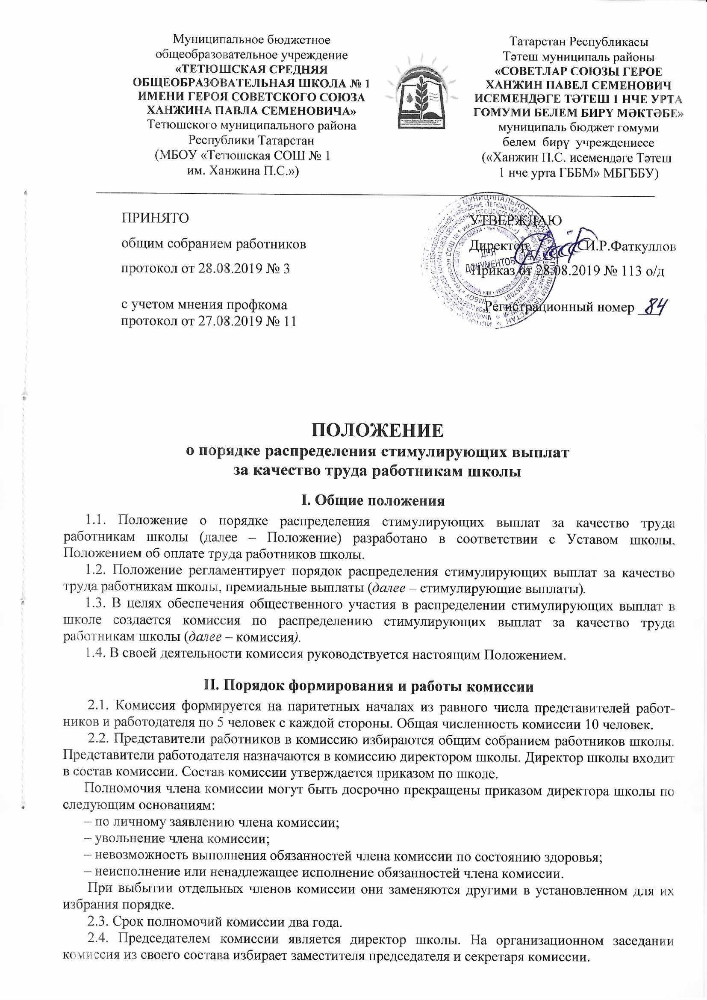 Муниципальное бюджетное
общеобразовательное учреждение
«ТЕТЮШСКАЯ СРЕДНЯЯ
ОБЩЕОБРАЗОВАТЕЛЬНАЯ ШКОЛА № 1
ИМЕНИ ГЕРОЯ СОВЕТСКОГО СОЮЗА
ХАНЖИНА ПАВЛА СЕМЕНОВИЧА»
Тетюшского муниципального района
Республики Татарстан
(МБОУ «Тетюшская СОШ № 1
им. Ханжина П.С.»)
Татарстан Республикасы
Тәтеш муниципаль районы
«СОВЕТЛАР СОЮЗЫ ГЕРОЕ
ХАНЖИН ПАВЕЛ СЕМЕНОВИЧ
ИСЕМЕНДӘГЕ ТӘТЕШ 1 НЧЕ УРТА
ГОМУМИ БЕЛЕМ БИРҮ МӘКТӘБЕ»
муниципаль бюджет гомуми
белем бирү учреждениесе
(«Ханжин П.С. исемендәге Тәтеш
1 нче урта ГББМ» МБГББУ)
ПРИНЯТО
общим собранием работников
протокол от 28.08.2019 № 3
с учетом мнения профкома
протокол от 27.08.2019 № 11
УТВЕРЖДАЮ
Директор И.Р.Фаткуллов
Приказ от 28.08.2019 № 113 о/д
Регистрационный номер 84
ДЛЯ
ДОКУМЕНТОВ
ПОЛОЖЕНИЕ
о порядке распределения стимулирующих выплат
за качество труда работникам школы
I. Общие положения
1.1. Положение о порядке распределения стимулирующих выплат за качество труда
работникам школы (далее – Положение) разработано в соответствии с Уставом школы,
Положением об оплате труда работников школы.
1.2. Положение регламентирует порядок распределения стимулирующих выплат за качество
труда работникам школы, премиальные выплаты (далее – стимулирующие выплаты).
1.3. В целях обеспечения общественного участия в распределении стимулирующих выплат в
школе создается комиссия по распределению стимулирующих выплат за качество труда
работникам школы (далее – комиссия).
1.4. В своей деятельности комиссия руководствуется настоящим Положением.
II. Порядок формирования и работы комиссии
2.1. Комиссия формируется на паритетных началах из равного числа представителей работ-
ников и работодателя по 5 человек с каждой стороны. Общая численность комиссии 10 человек.
2.2. Представители работников в комиссию избираются общим собранием работников школы.
Представители работодателя назначаются в комиссию директором школы. Директор школы входит
в состав комиссии. Состав комиссии утверждается приказом по школе.
Полномочия члена комиссии могут быть досрочно прекращены приказом директора школы по
следующим основаниям:
– по личному заявлению члена комиссии;
– увольнение члена комиссии;
– невозможность выполнения обязанностей члена комиссии по состоянию здоровья;
– неисполнение или ненадлежащее исполнение обязанностей члена комиссии.
При выбытии отдельных членов комиссии они заменяются другими в установленном для их
избрания порядке.
2.3. Срок полномочий комиссии два года.
2.4. Председателем комиссии является директор школы. На организационном заседании
комиссия из своего состава избирает заместителя председателя и секретаря комиссии.